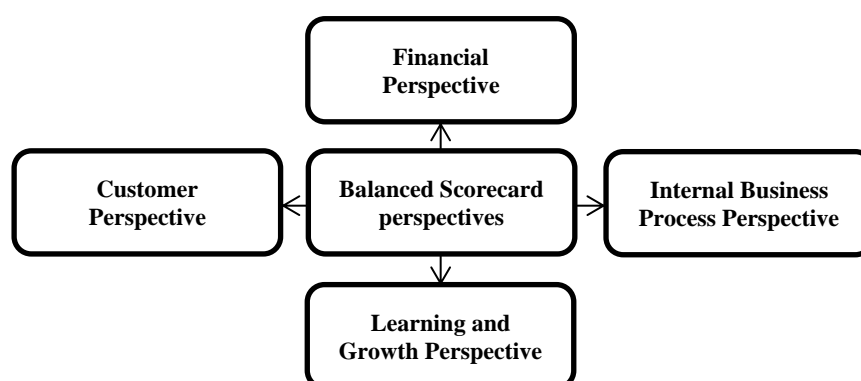 Financial
Perspective
Customer
Perspective
Balanced Scorecard
perspectives
Internal Business
Process Perspective
Learning and
Growth Perspective